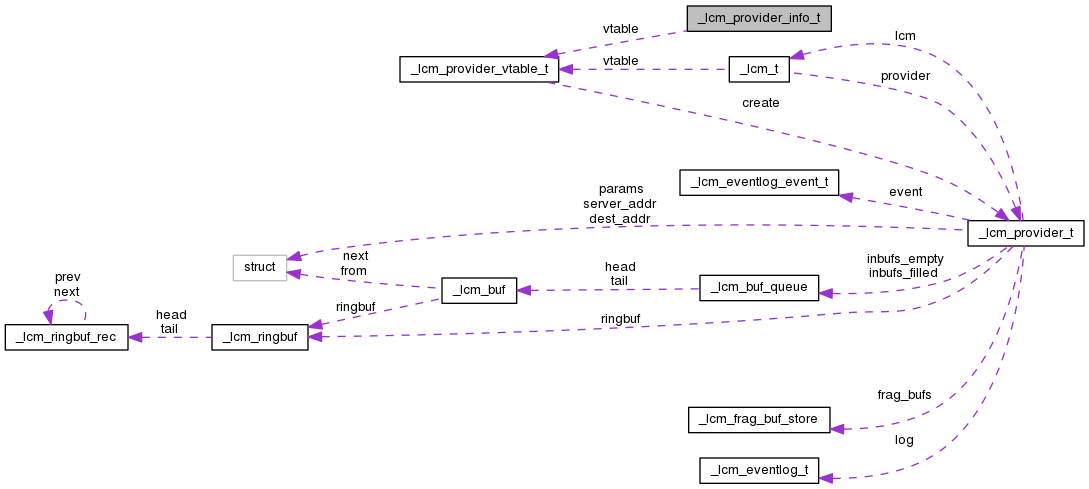 _lcm_provider_info_t
vtable
lcm
_lcm_provider_vtable_t
vtable
_lcm_t
provider
create
_lcm_eventlog_event_t
event
params
server_addr
dest_addr
_lcm_provider_t
struct
next
from
inbufs_empty
inbufs_filled
head
tail
_lcm_buf
_lcm_buf_queue
prev
next
ringbuf
ringbuf
head
tail
_lcm_ringbuf_rec
_lcm_ringbuf
frag_bufs
_lcm_frag_buf_store
log
_lcm_eventlog_t